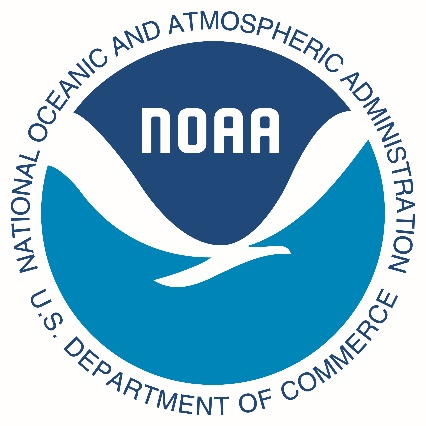 NATIONAL OCEANIC AND ATMOSPHERIC ADMINISTRATION
NOAA
U.S. DEPARTMENT OF COMMERCE